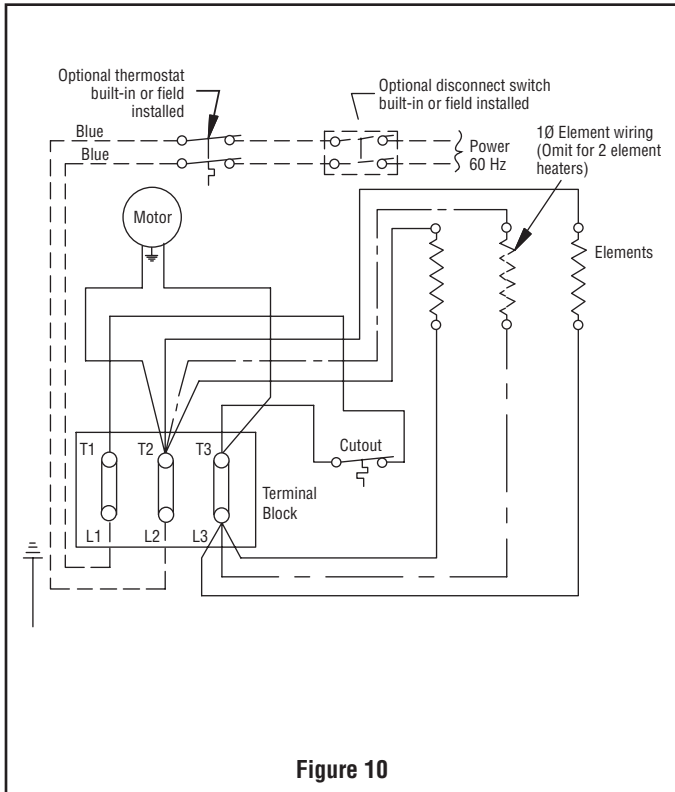 Optional thermostat
built-in or field
installed
Optional disconnect switch
built-in or field installed
Blue
Blue
Power
60 Hz
1Ø Element wiring
(Omit for 2 element
heaters)
Motor
Elements
Cutout
T1 T2 T3
Terminal
Block
L1 L2 L3
Figure 10